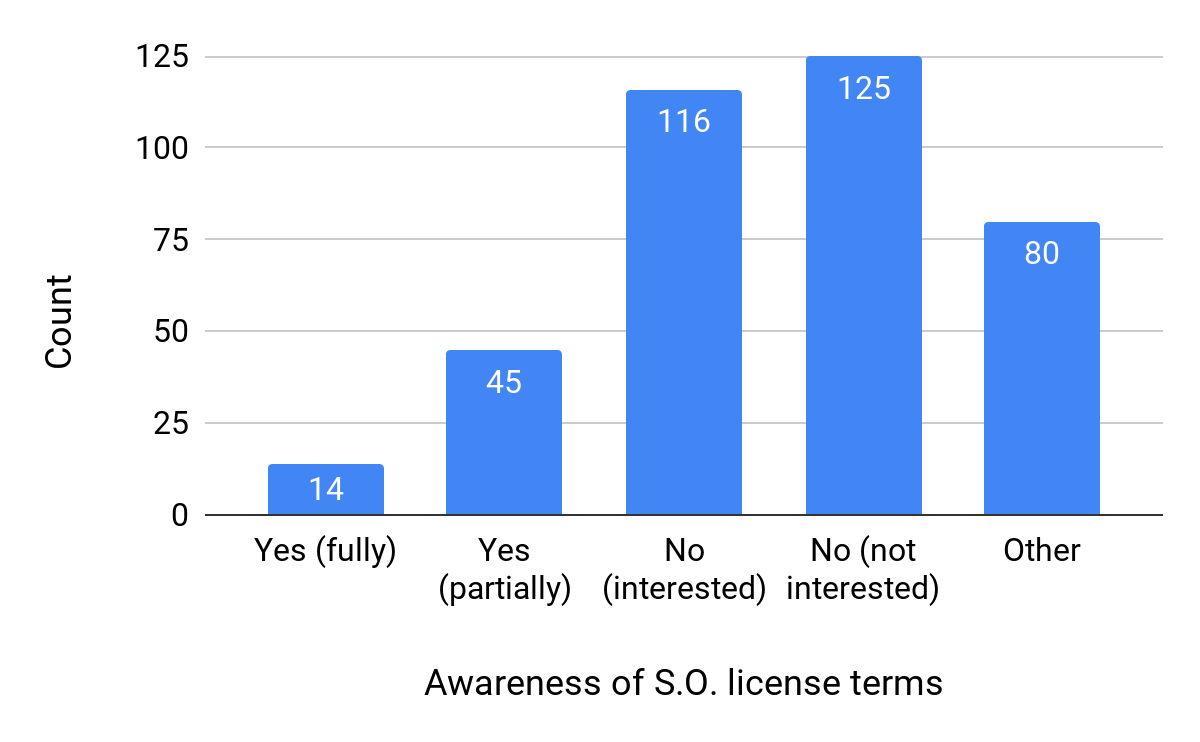 125
100
75
50
25
0
Count
14
45
116
125
80
Yes (fully)
Yes
(partially)
No
(interested)
No (not
interested)
Other
Awareness of S.O. license terms